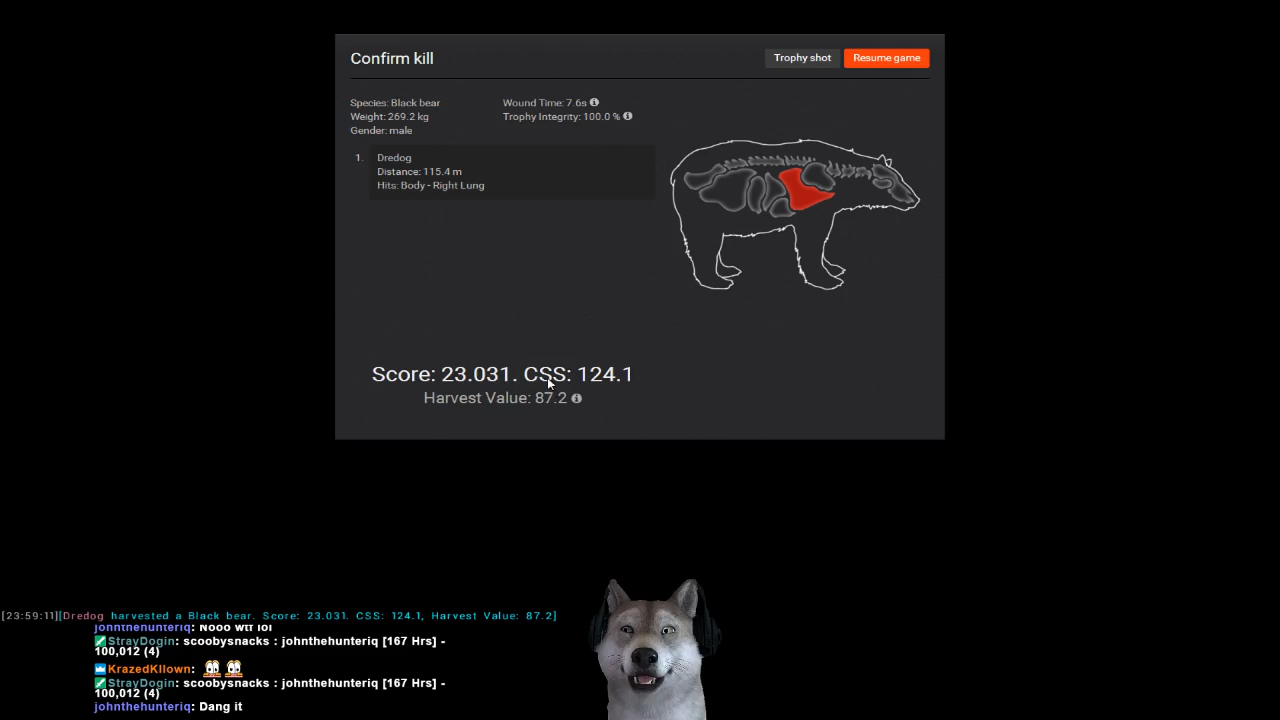 Confirm kill
Trophy shot
Resume game
Species: Black bear
Weight: 269.2 kg
Gender: male
Wound Time: 7.6s
Trophy Integrity: 100.0 %
1.
Dredog
Distance: 115.4 m
Hits: Body - Right Lung
Score: 23.031. CSS: 124.1
Harvest Value: 87.2
[23:59:11][Dredog harvested a Black bear. Score: 23.031. CSS: 124.1, Harvest Value: 87.2]
johnthehunteriq: Nooo wtf lol
StrayDogin: scoobysnacks : johnthehunteriq [167 Hrs] -
100,012 (4)
KrazedKllown:
StrayDogin: scoobysnacks : johnthehunteriq [167 Hrs] -
100,012 (4)
johnthehunteriq: Dang it